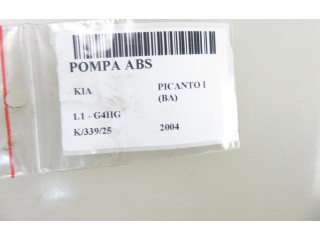 POMPA ABS
KIA PICANTO I
(BA)
1.1 - G4HG
K/339/25 2004